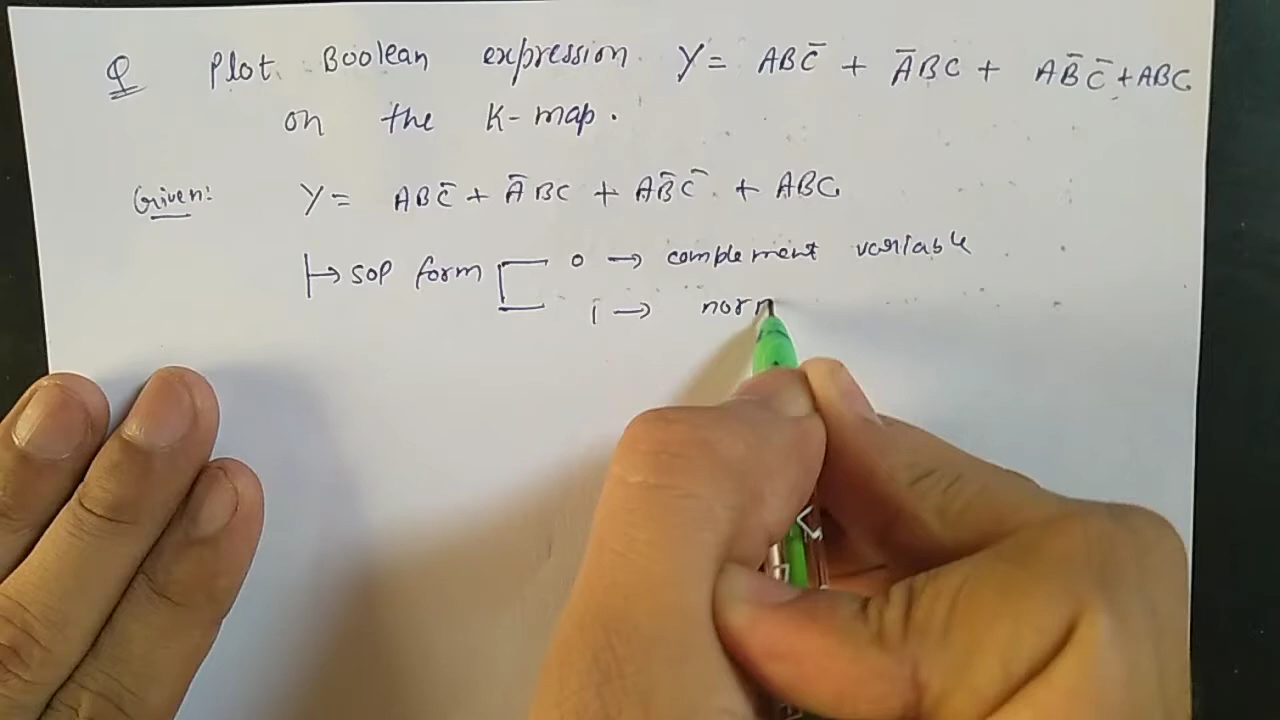 Q Plot Boolean expression Y = ABC̄ + ĀBC + AB̄C̄ + ABC
on the K-map.
Given: Y = ABC̄ + ĀBC + AB̄C̄ + ABC
↦ SOP form [ 0 → complement variable
1 → norm